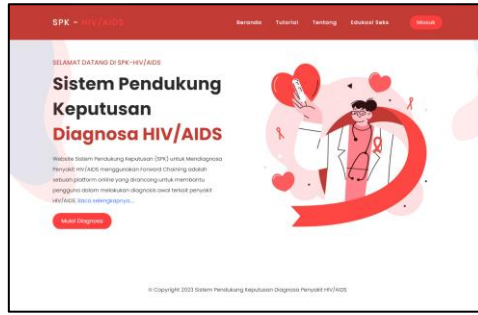 SPK - HIV/AIDS
Beranda Tutorial Tentang Edukasi Seks Masuk
SELAMAT DATANG DI SPK-HIV/AIDS
Sistem Pendukung
Keputusan
Diagnosa HIV/AIDS
Website Sistem Pendukung Keputusan (SPK) untuk Mendiagnosa
Penyakit HIV/AIDS menggunakan Forward Chaining adalah
sebuah platform online yang dirancang untuk membantu
pengguna dalam melakukan diagnosis awal terkait penyakit
HIV/AIDS. Baca selengkapnya...
Mulai Diagnosa
© Copyright 2023 Sistem Pendukung Keputusan Diagnosa Penyakit HIV/AIDS